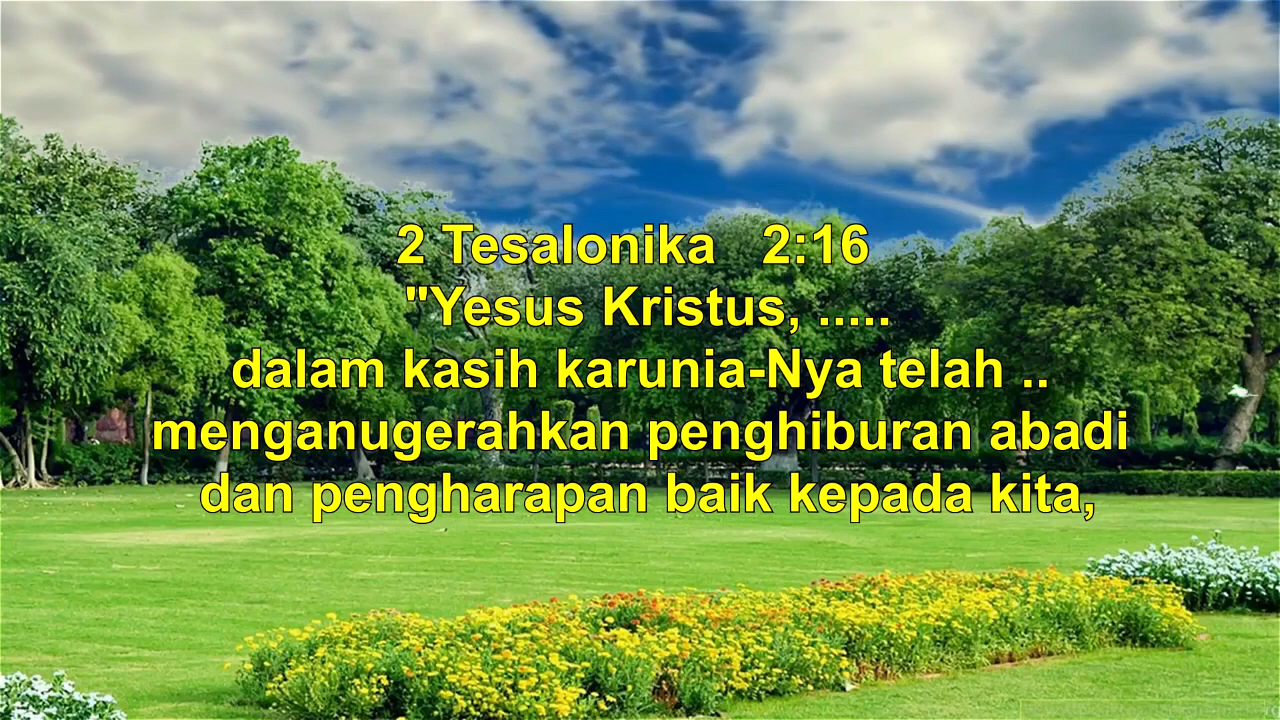 2 Tesalonika   2:16
"Yesus Kristus, .....
dalam kasih karunia-Nya telah ..
menganugerahkan penghiburan abadi
dan pengharapan baik kepada kita,